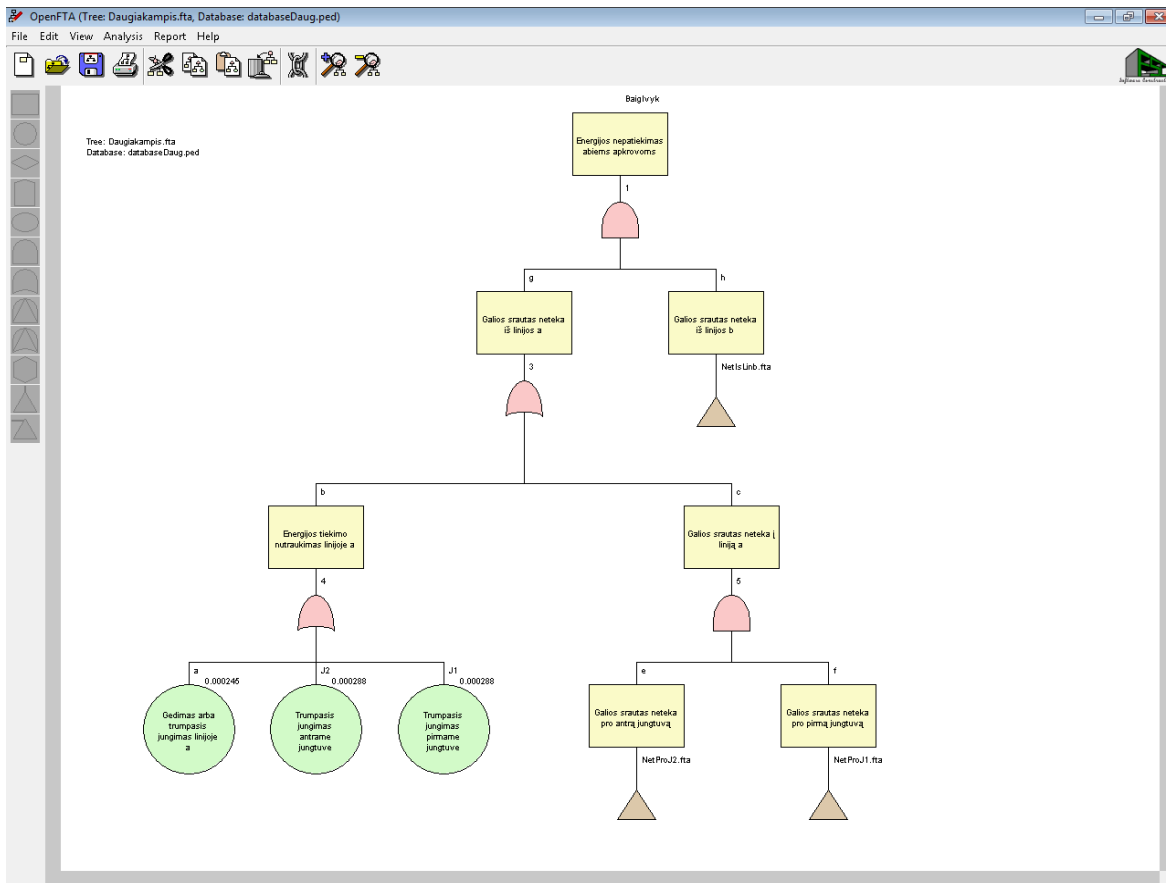 OpenFTA (Tree: Daugiakampis.fta, Database: databaseDaug.ped)
File Edit View Analysis Report Help
BaigIvyk
Tree: Daugiakampis.fta
Database: databaseDaug.ped
Energijos nepatiekimas
abiems apkrovoms
1
g
h
Galios srautas neteka
iš linijos a
Galios srautas neteka
iš linijos b
3
NetIsLinb.fta
b
c
Energijos tiekimo
nutraukimas linijoje a
Galios srautas neteka į
liniją a
4
5
a
0.000245
J2
0.000288
J1
0.000288
e
f
Gedimas arba
trumpasis
jungimas linijoje
a
Trumpasis
jungimas
antrame
jungtuve
Trumpasis
jungimas
pirmame
jungtuve
Galios srautas neteka
pro antrą jungtuvą
Galios srautas neteka
pro pirmą jungtuvą
NetProJ2.fta
NetProJ1.fta